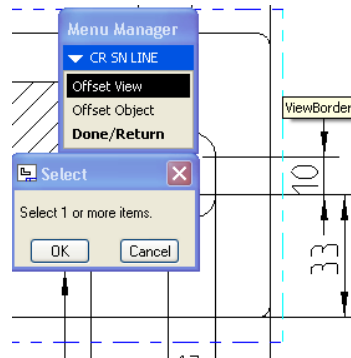 Menu Manager
CR SN LINE
Offset View
Offset Object
Done/Return
ViewBorder
Select
Select 1 or more items.
OK
Cancel
10
33